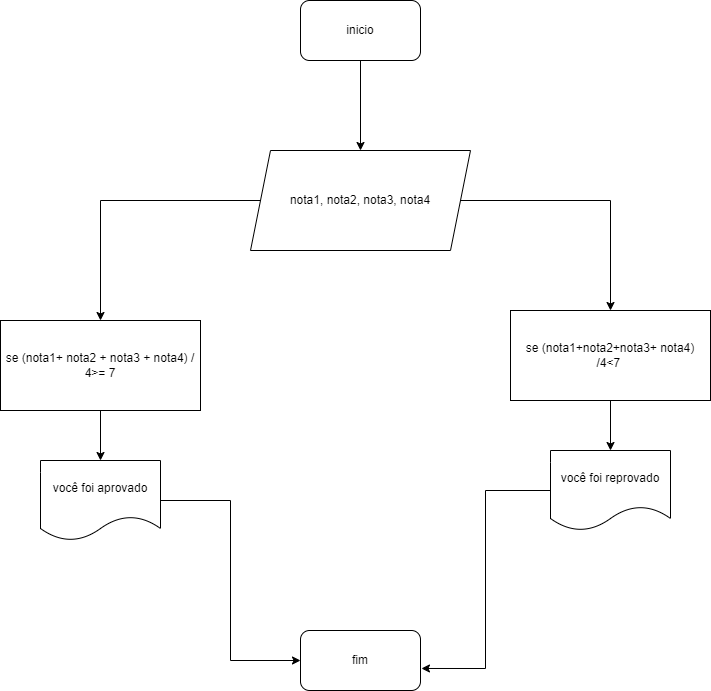 inicio
nota1, nota2, nota3, nota4
se (nota1+ nota2 + nota3 + nota4) /
4>= 7
se (nota1+nota2+nota3+ nota4)
/4<7
você foi aprovado
você foi reprovado
fim